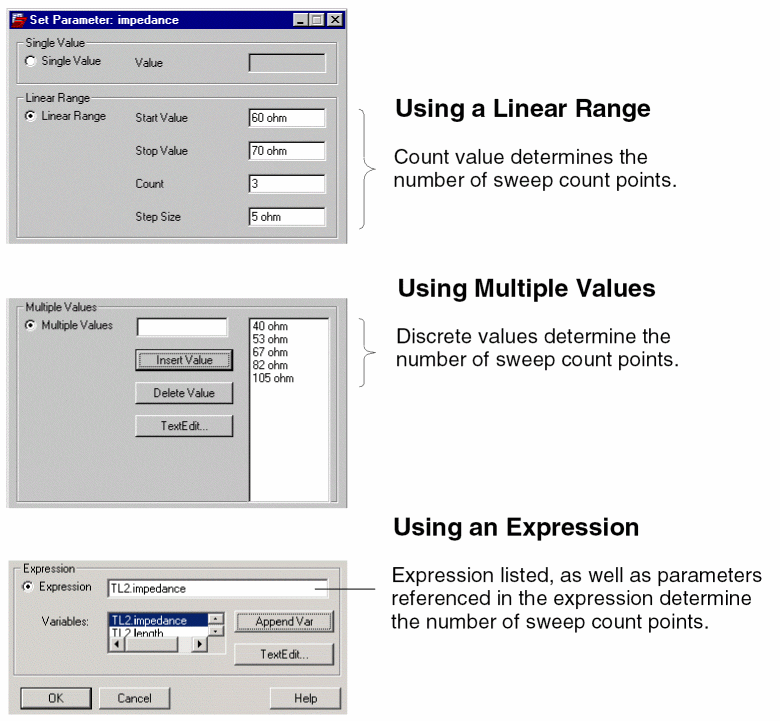 Set Parameter: impedance
Single Value
Single Value Value
Linear Range
Linear Range Start Value 60 ohm
Stop Value 70 ohm
Count 3
Step Size 5 ohm
Using a Linear Range
Count value determines the
number of sweep count points.
Multiple Values
Multiple Values
Insert Value
Delete Value
TextEdit...
40 ohm
53 ohm
67 ohm
82 ohm
105 ohm
Using Multiple Values
Discrete values determine the
number of sweep count points.
Expression
Expression TL2.impedance
Variables: TL2.impedance
TL2.length
Append Var
TextEdit...
OK Cancel Help
Using an Expression
Expression listed, as well as parameters
referenced in the expression determine
the number of sweep count points.